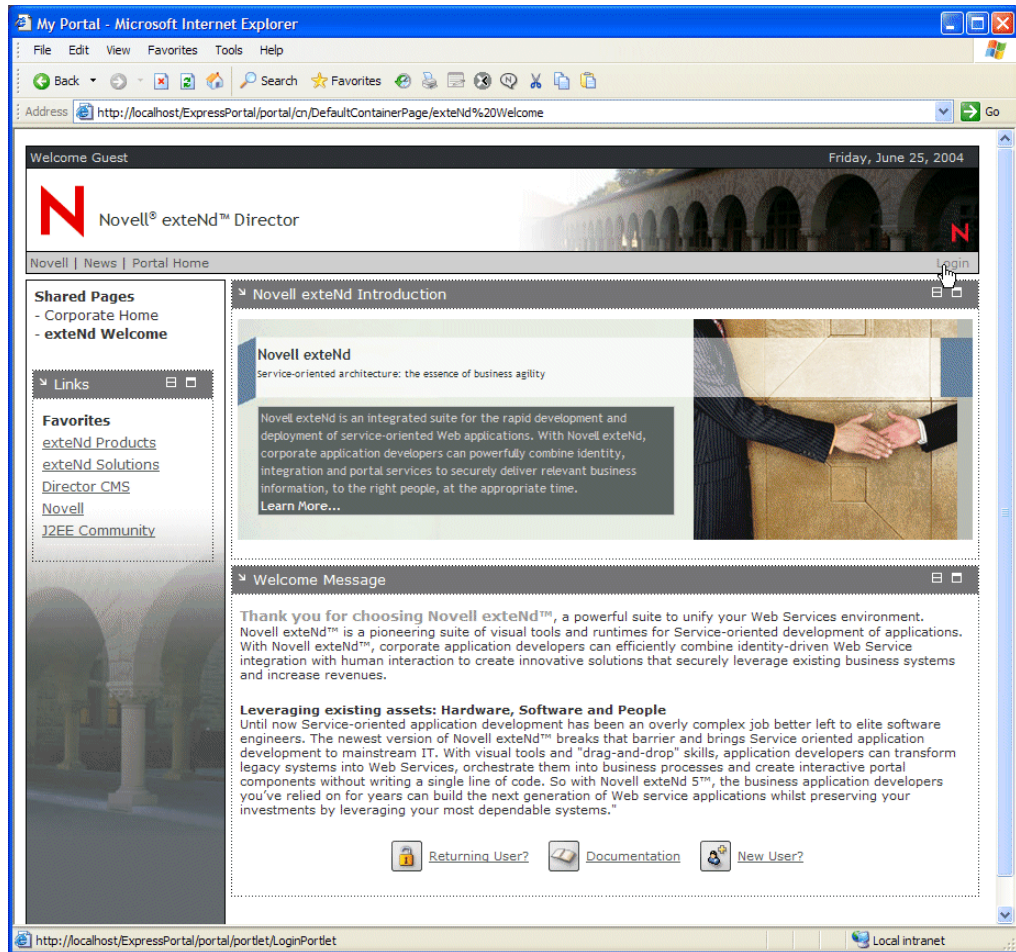 My Portal - Microsoft Internet Explorer
File Edit View Favorites Tools Help
Back Search Favorites
Address http://localhost/ExpressPortal/portal/cn/DefaultContainerPage/exteNd%20Welcome Go
Welcome Guest Friday, June 25, 2004
N Novell® exteNd™ Director N
Novell | News | Portal Home Login
Shared Pages
- Corporate Home
- exteNd Welcome
Links
Favorites
exteNd Products
exteNd Solutions
Director CMS
Novell
J2EE Community
Novell exteNd Introduction
Novell exteNd
Service-oriented architecture: the essence of business agility
Novell exteNd is an integrated suite for the rapid development and
deployment of service-oriented Web applications. With Novell exteNd,
corporate application developers can powerfully combine identity,
integration and portal services to securely deliver relevant business
information, to the right people, at the appropriate time.
Learn More...
Welcome Message
Thank you for choosing Novell exteNd™, a powerful suite to unify your Web Services environment.
Novell exteNd™ is a pioneering suite of visual tools and runtimes for Service-oriented development of applications.
With Novell exteNd™, corporate application developers can efficiently combine identity-driven Web Service
integration with human interaction to create innovative solutions that securely leverage existing business systems
and increase revenues.
Leveraging existing assets: Hardware, Software and People
Until now Service-oriented application development has been an overly complex job better left to elite software
engineers. The newest version of Novell exteNd™ breaks that barrier and brings Service oriented application
development to mainstream IT. With visual tools and "drag-and-drop" skills, application developers can transform
legacy systems into Web Services, orchestrate them into business processes and create interactive portal
components without writing a single line of code. So with Novell exteNd 5™, the business application developers
you've relied on for years can build the next generation of Web service applications whilst preserving your
investments by leveraging your most dependable systems."
Returning User? Documentation New User?
http://localhost/ExpressPortal/portal/portlet/LoginPortlet Local intranet